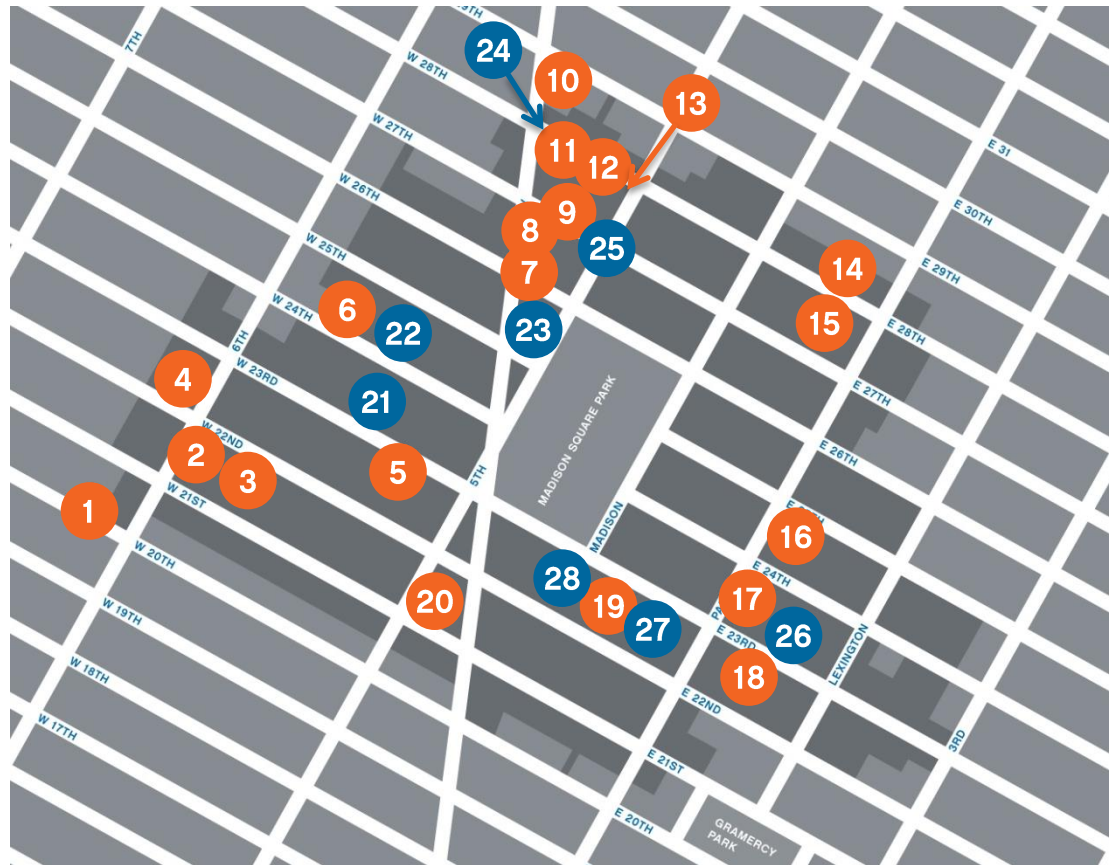 9TH
24
7TH
W 28TH
10
13
W 27TH
11
12
E 31
W 26TH
9
8
E 30TH
W 25TH
25
7
14
E 29TH
6
W 24TH
22
23
15
E 28TH
6TH
W 23RD
4
21
MADISON SQUARE PARK
E 27TH
W 22ND
2
3
5
5TH
E 26TH
W 21ST
1
MADISON
16
W 20TH
E 24TH
28
19
27
20
17
PA
26
E 23RD
W 19TH
18
LEXINGTON
W 18TH
E 22ND
3RD
W 17TH
E 21ST
E 20TH
GRAMERCY
PARK